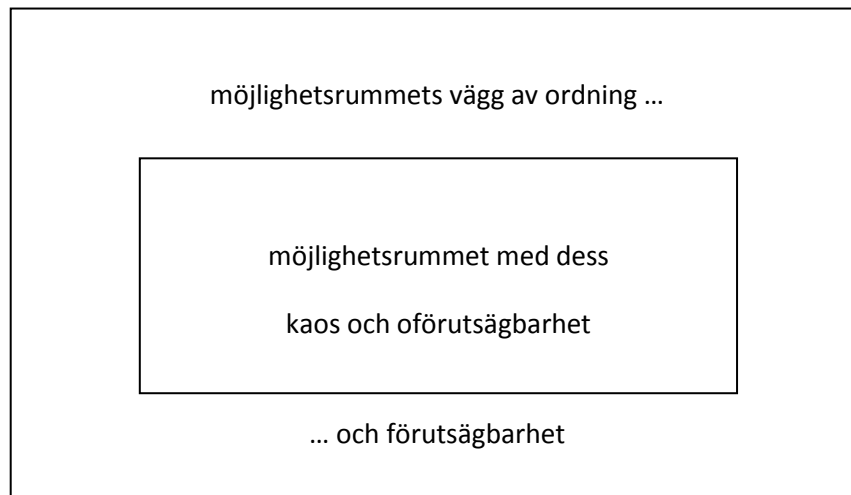 möjlighetsrummets vägg av ordning …
möjlighetsrummet med dess
kaos och oförutsägbarhet
… och förutsägbarhet